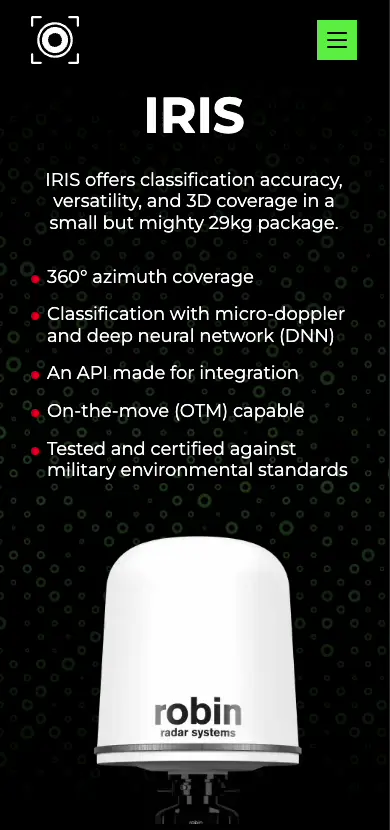 IRIS
IRIS offers classification accuracy,
versatility, and 3D coverage in a
small but mighty 29kg package.
360° azimuth coverage
Classification with micro-doppler
and deep neural network (DNN)
An API made for integration
On-the-move (OTM) capable
Tested and certified against
military environmental standards
robin
radar systems
robin